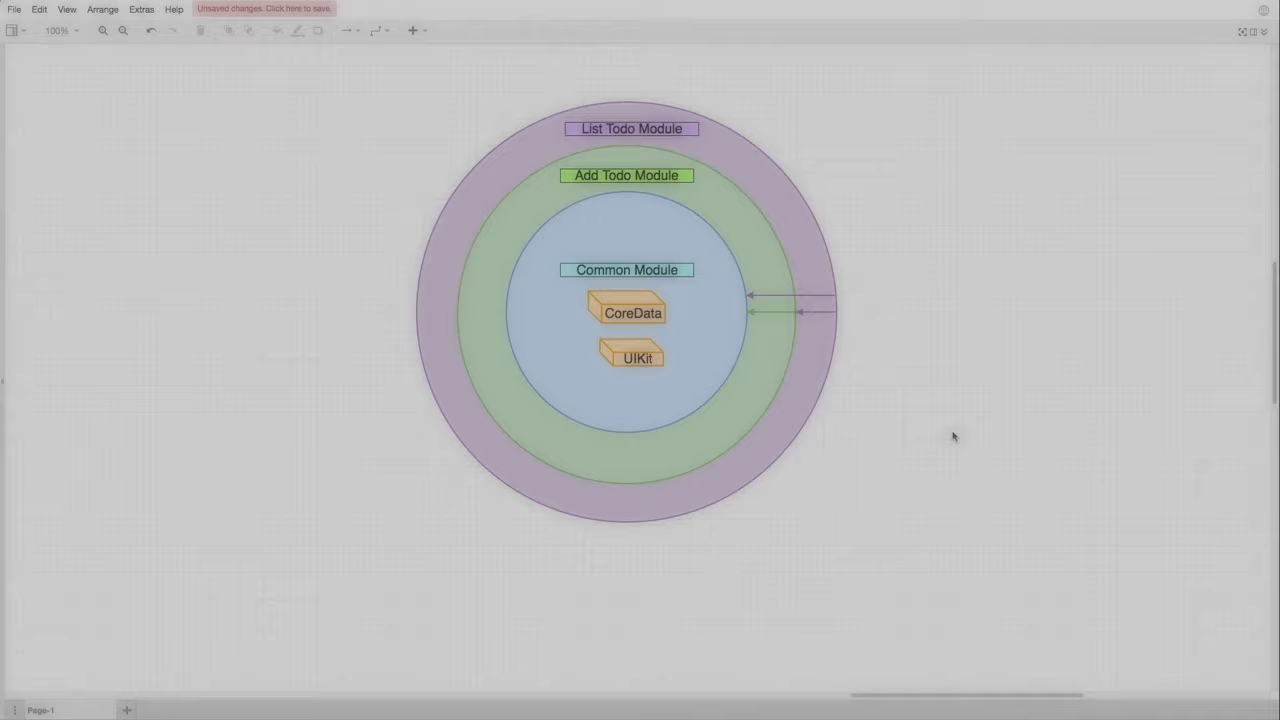 File Edit View Arrange Extras Help Unsaved changes. Click here to save.
100%
List Todo Module
Add Todo Module
Common Module
CoreData
UIKit
Page-1